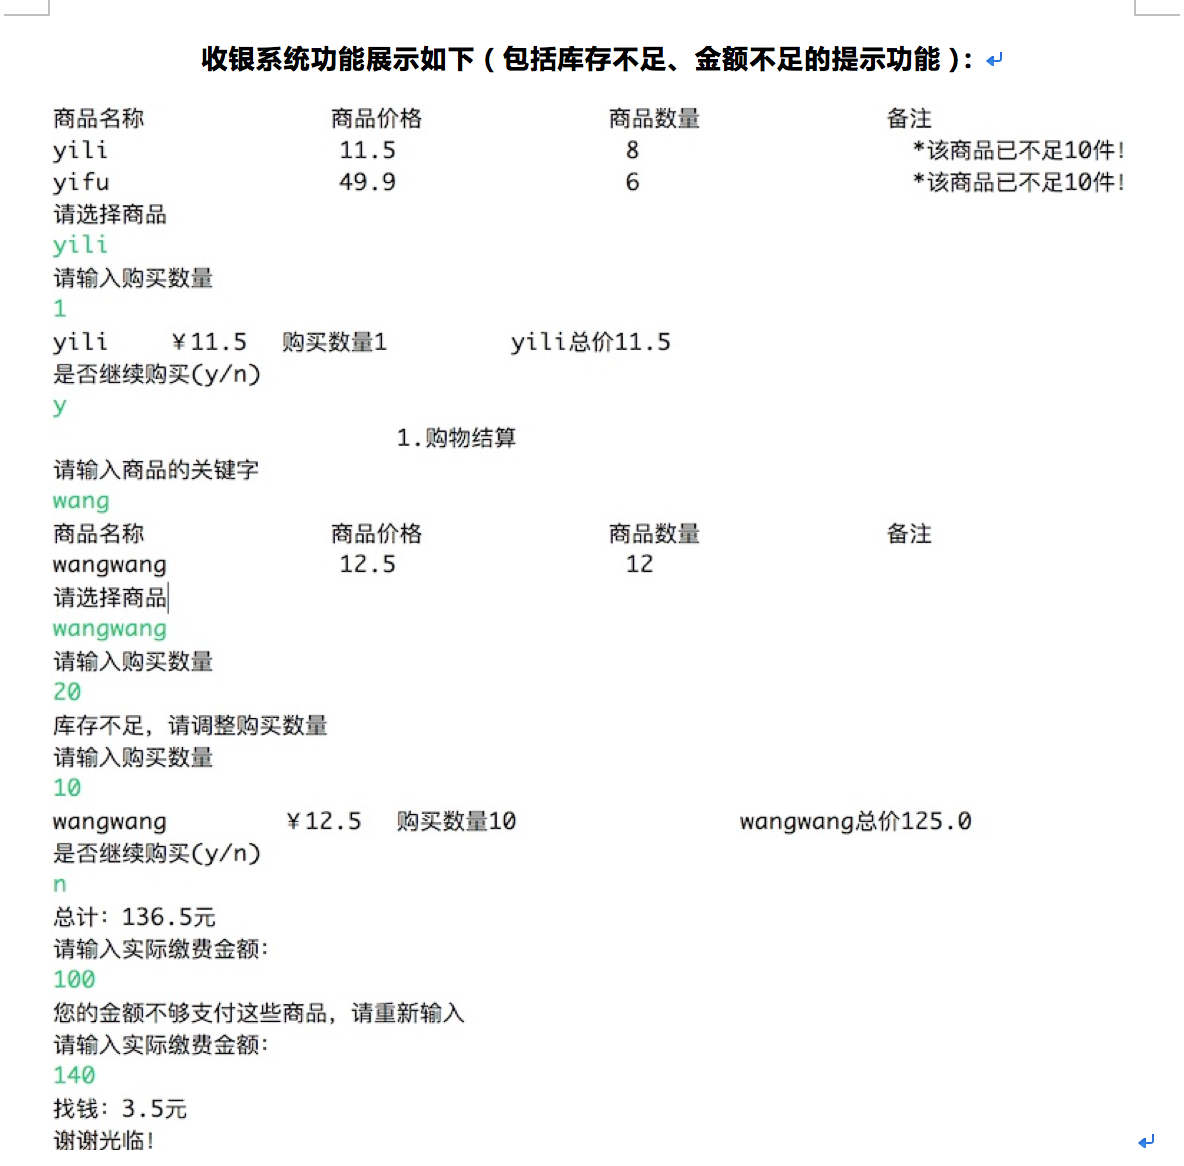 收银系统功能展示如下（包括库存不足、金额不足的提示功能）：
商品名称 商品价格 商品数量 备注
yili 11.5 8 *该商品已不足10件!
yifu 49.9 6 *该商品已不足10件!
请选择商品
yili
请输入购买数量
1
yili ￥11.5 购买数量1 yili总价11.5
是否继续购买(y/n)
y
1.购物结算
请输入商品的关键字
wang
商品名称 商品价格 商品数量 备注
wangwang 12.5 12
请选择商品
wangwang
请输入购买数量
20
库存不足，请调整购买数量
请输入购买数量
10
wangwang ￥12.5 购买数量10 wangwang总价125.0
是否继续购买(y/n)
n
总计：136.5元
请输入实际缴费金额：
100
您的金额不够支付这些商品，请重新输入
请输入实际缴费金额：
140
找钱：3.5元
谢谢光临!